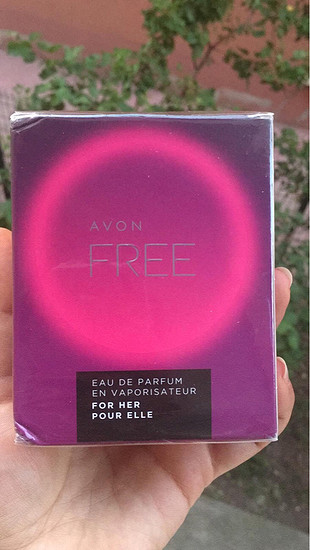 AVON
FREE
EAU DE PARFUM
EN VAPORISATEUR
FOR HER
POUR ELLE